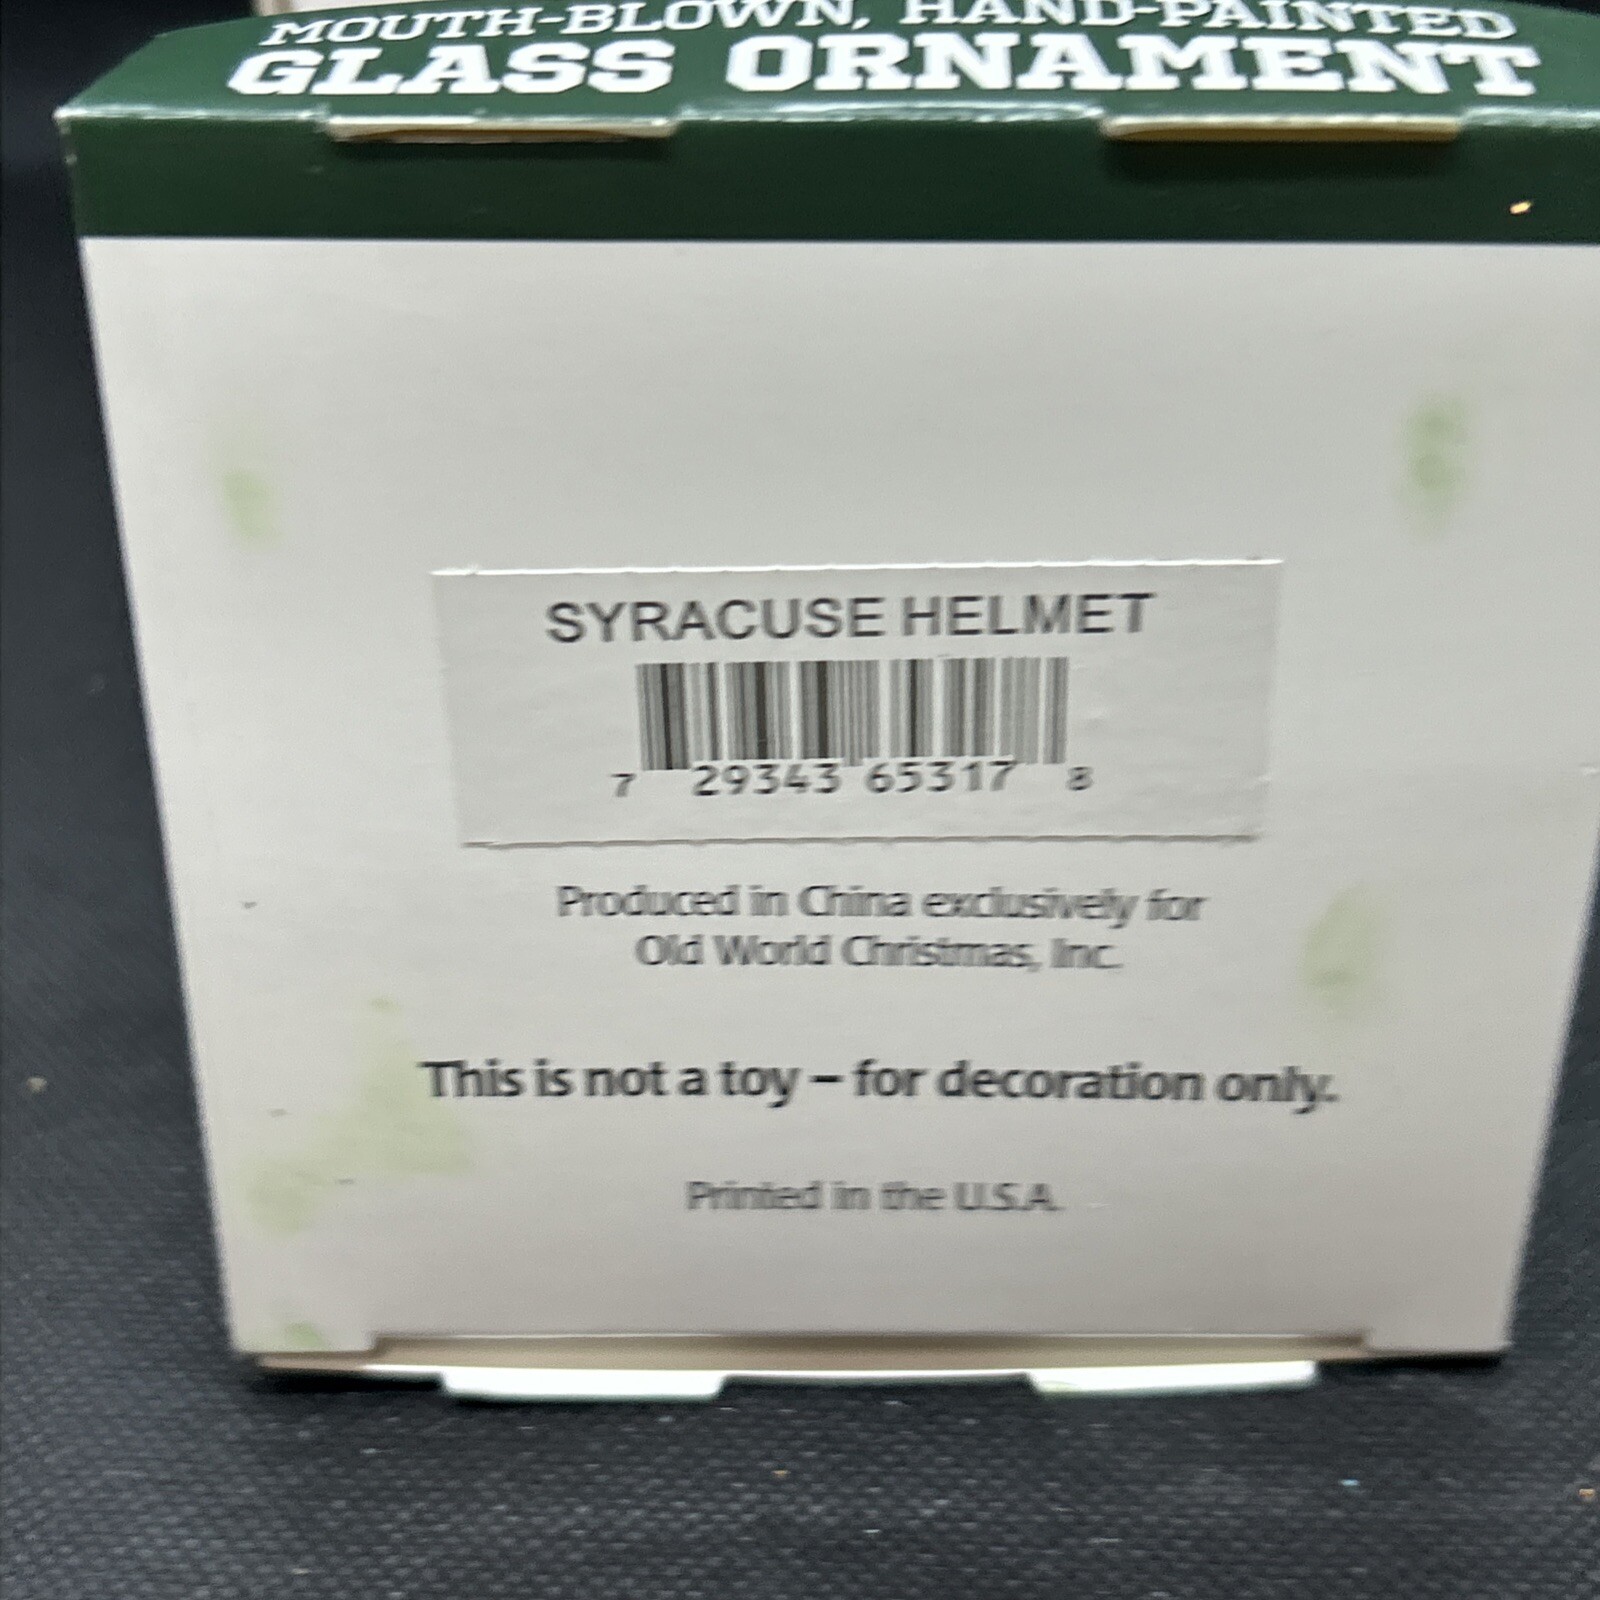 MOUTH-BLOWN, HAND-PAINTED
GLASS ORNAMENT
SYRACUSE HELMET
7 29343 65317 8
Produced in China exclusively for
Old World Christmas, Inc.
This is not a toy – for decoration only.
Printed in the U.S.A.